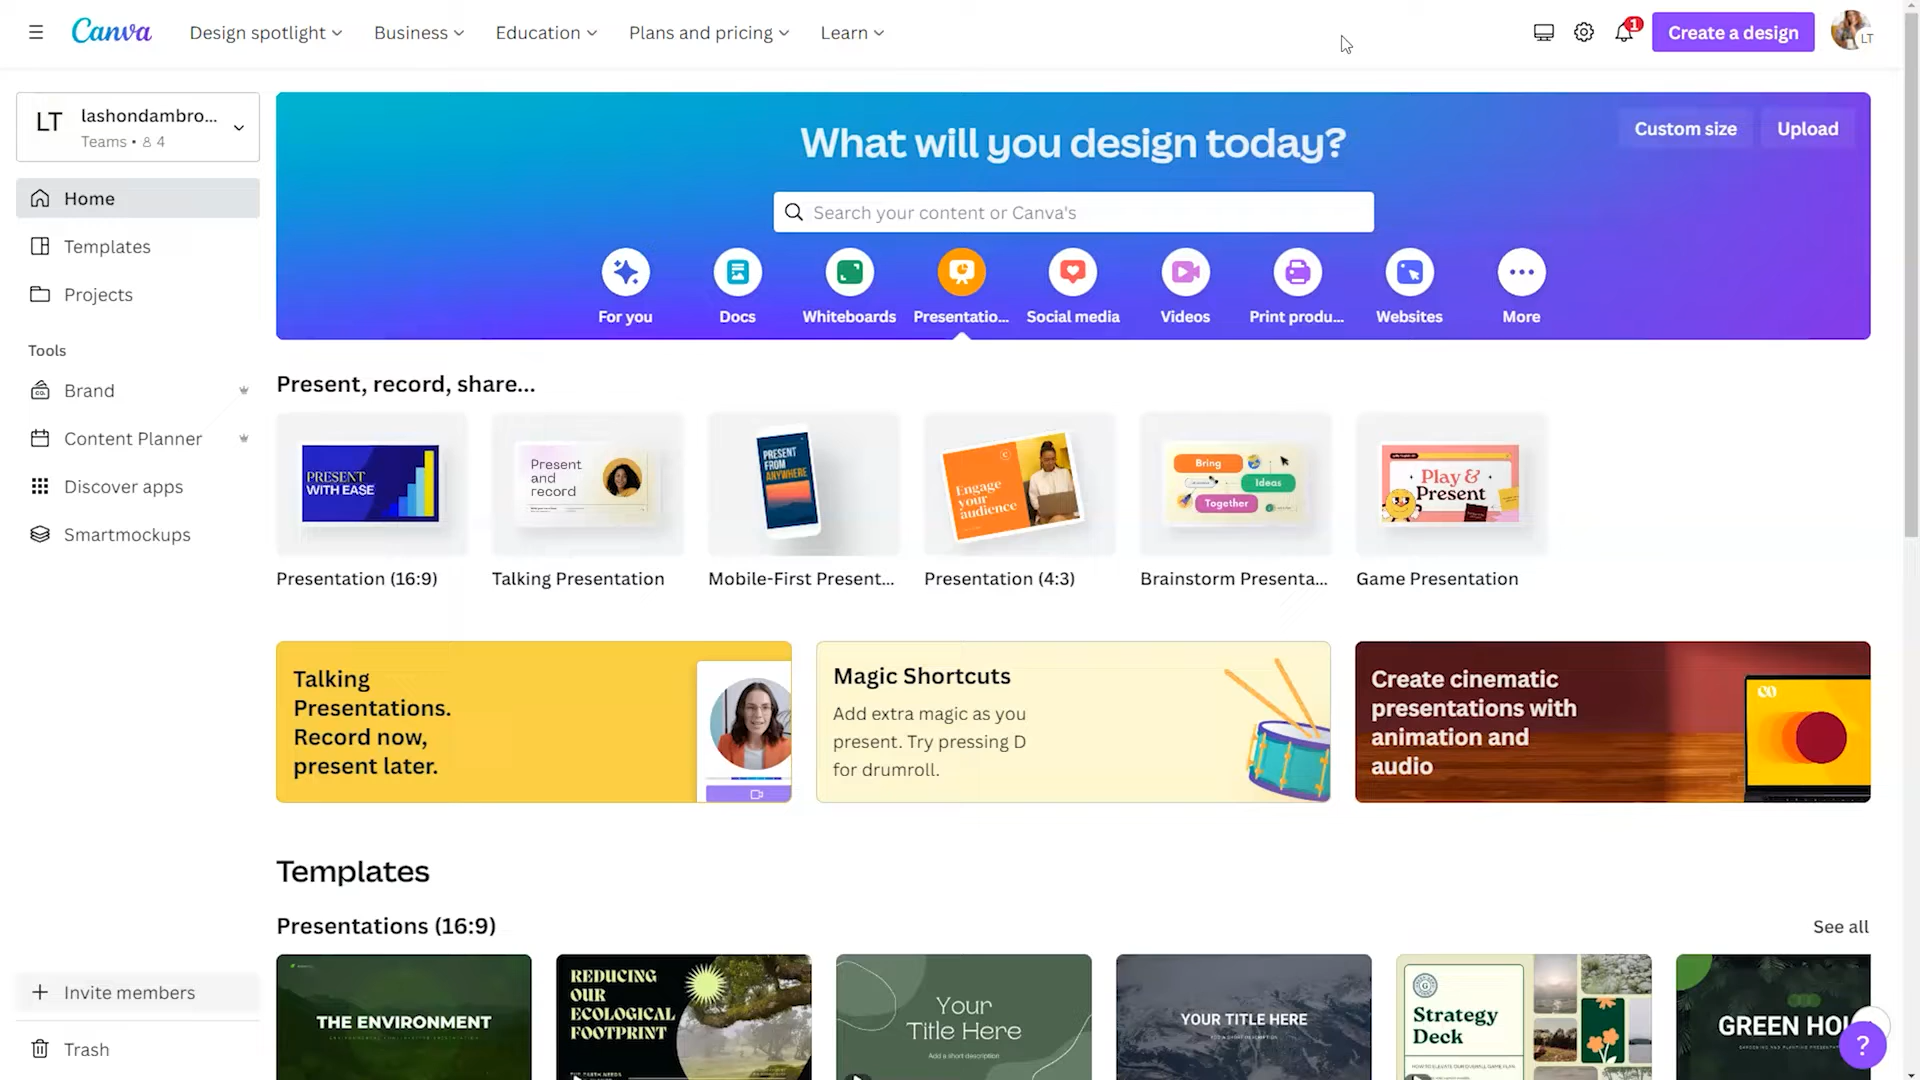 Canva
Design spotlight
Business
Education
Plans and pricing
Learn
1
Create a design
LT
LT
lashondambro...
Teams • 4
Home
Templates
Projects
Tools
Brand
Content Planner
Discover apps
Smartmockups
Invite members
Trash
What will you design today?
Custom size
Upload
Search your content or Canva's
For you
Docs
Whiteboards
Presentatio...
Social media
Videos
Print produ...
Websites
More
Present, record, share...
PRESENT
WITH EASE
Presentation (16:9)
Present
and
record
Talking Presentation
PRESENT
FROM
ANYWHERE
Mobile-First Present...
Engage
your
audience
Presentation (4:3)
Bring
Ideas
Together
Brainstorm Presenta...
Play &
Present
Game Presentation
Talking
Presentations.
Record now,
present later.
Magic Shortcuts
Add extra magic as you
present. Try pressing D
for drumroll.
Create cinematic
presentations with
animation and
audio
Templates
Presentations (16:9)
See all
THE ENVIRONMENT
REDUCING
OUR
ECOLOGICAL
FOOTPRINT
Your
Title Here
Add a short description
YOUR TITLE HERE
Strategy
Deck
GREEN HOU
?